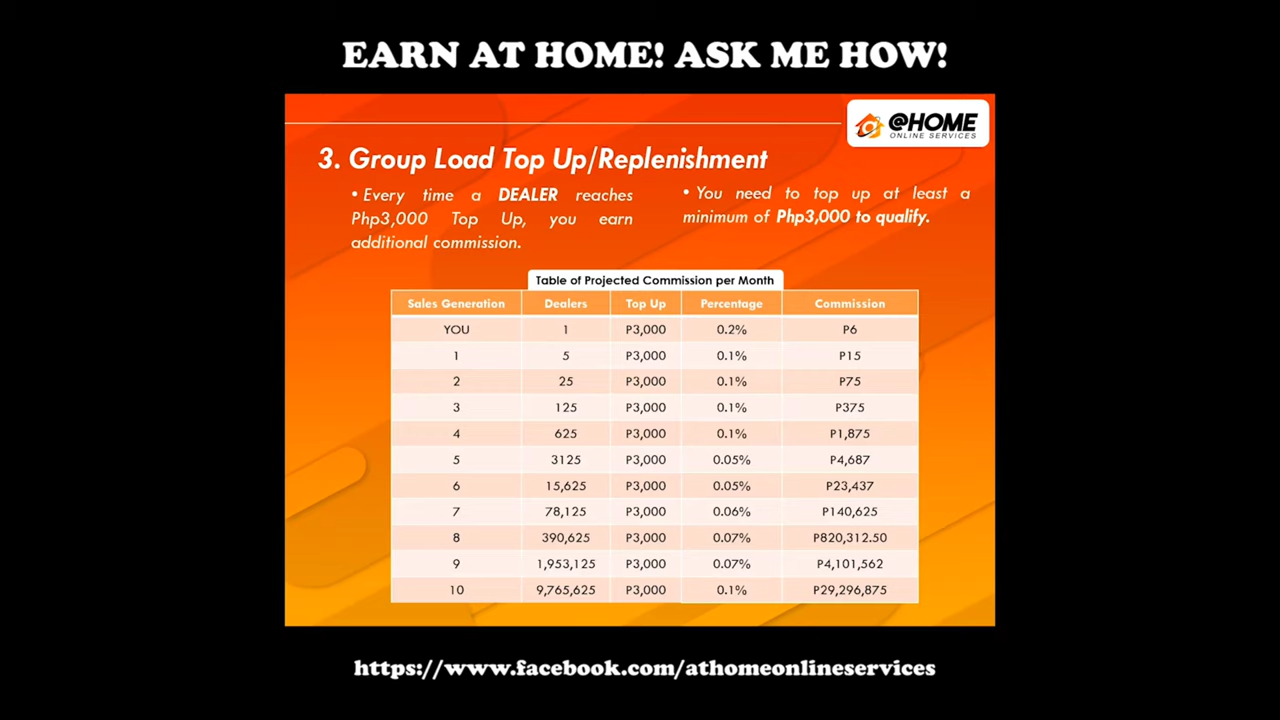 EARN AT HOME! ASK ME HOW!
@HOME
ONLINE SERVICES
3. Group Load Top Up/Replenishment
• Every time a DEALER reaches
Php3,000 Top Up, you earn
additional commission.
• You need to top up at least a
minimum of Php3,000 to qualify.
Table of Projected Commission per Month
Sales Generation Dealers Top Up Percentage Commission
YOU 1 P3,000 0.2% P6
1 5 P3,000 0.1% P15
2 25 P3,000 0.1% P75
3 125 P3,000 0.1% P375
4 625 P3,000 0.1% P1,875
5 3125 P3,000 0.05% P4,687
6 15,625 P3,000 0.05% P23,437
7 78,125 P3,000 0.06% P140,625
8 390,625 P3,000 0.07% P820,312.50
9 1,953,125 P3,000 0.07% P4,101,562
10 9,765,625 P3,000 0.1% P29,296,875
https://www.facebook.com/athomeonlineservices